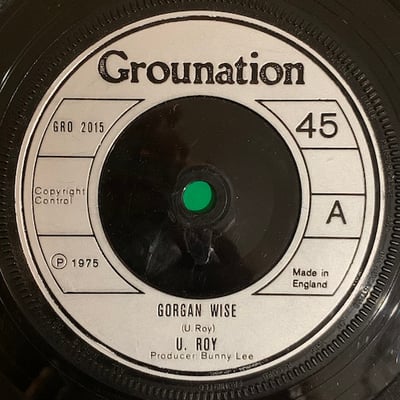 Grounation
GRO 2015
45
Copyright
Control
A
℗ 1975
Made in
England
GORGAN WISE
(U. Roy)
U. ROY
Producer Bunny Lee